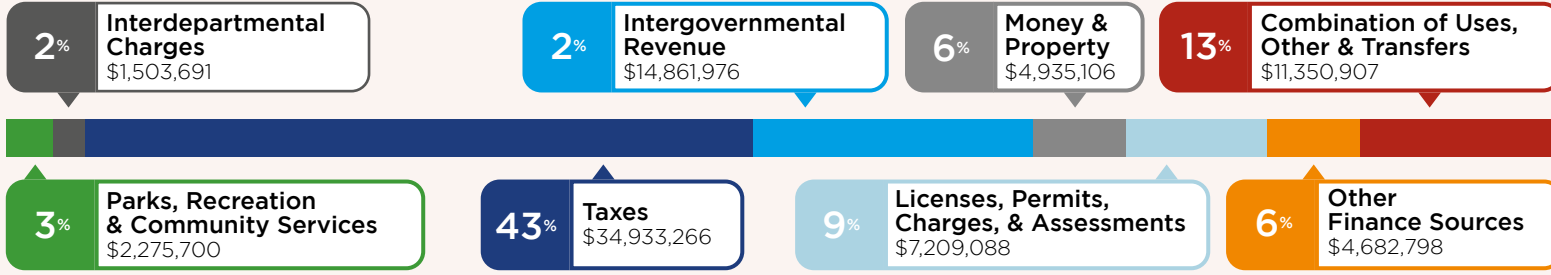 2%
Interdepartmental
Charges
$1,503,691
2%
Intergovernmental
Revenue
$14,861,976
6%
Money &
Property
$4,935,106
13%
Combination of Uses,
Other & Transfers
$11,350,907
3%
Parks, Recreation
& Community Services
$2,275,700
43%
Taxes
$34,933,266
9%
Licenses, Permits,
Charges, & Assessments
$7,209,088
6%
Other
Finance Sources
$4,682,798